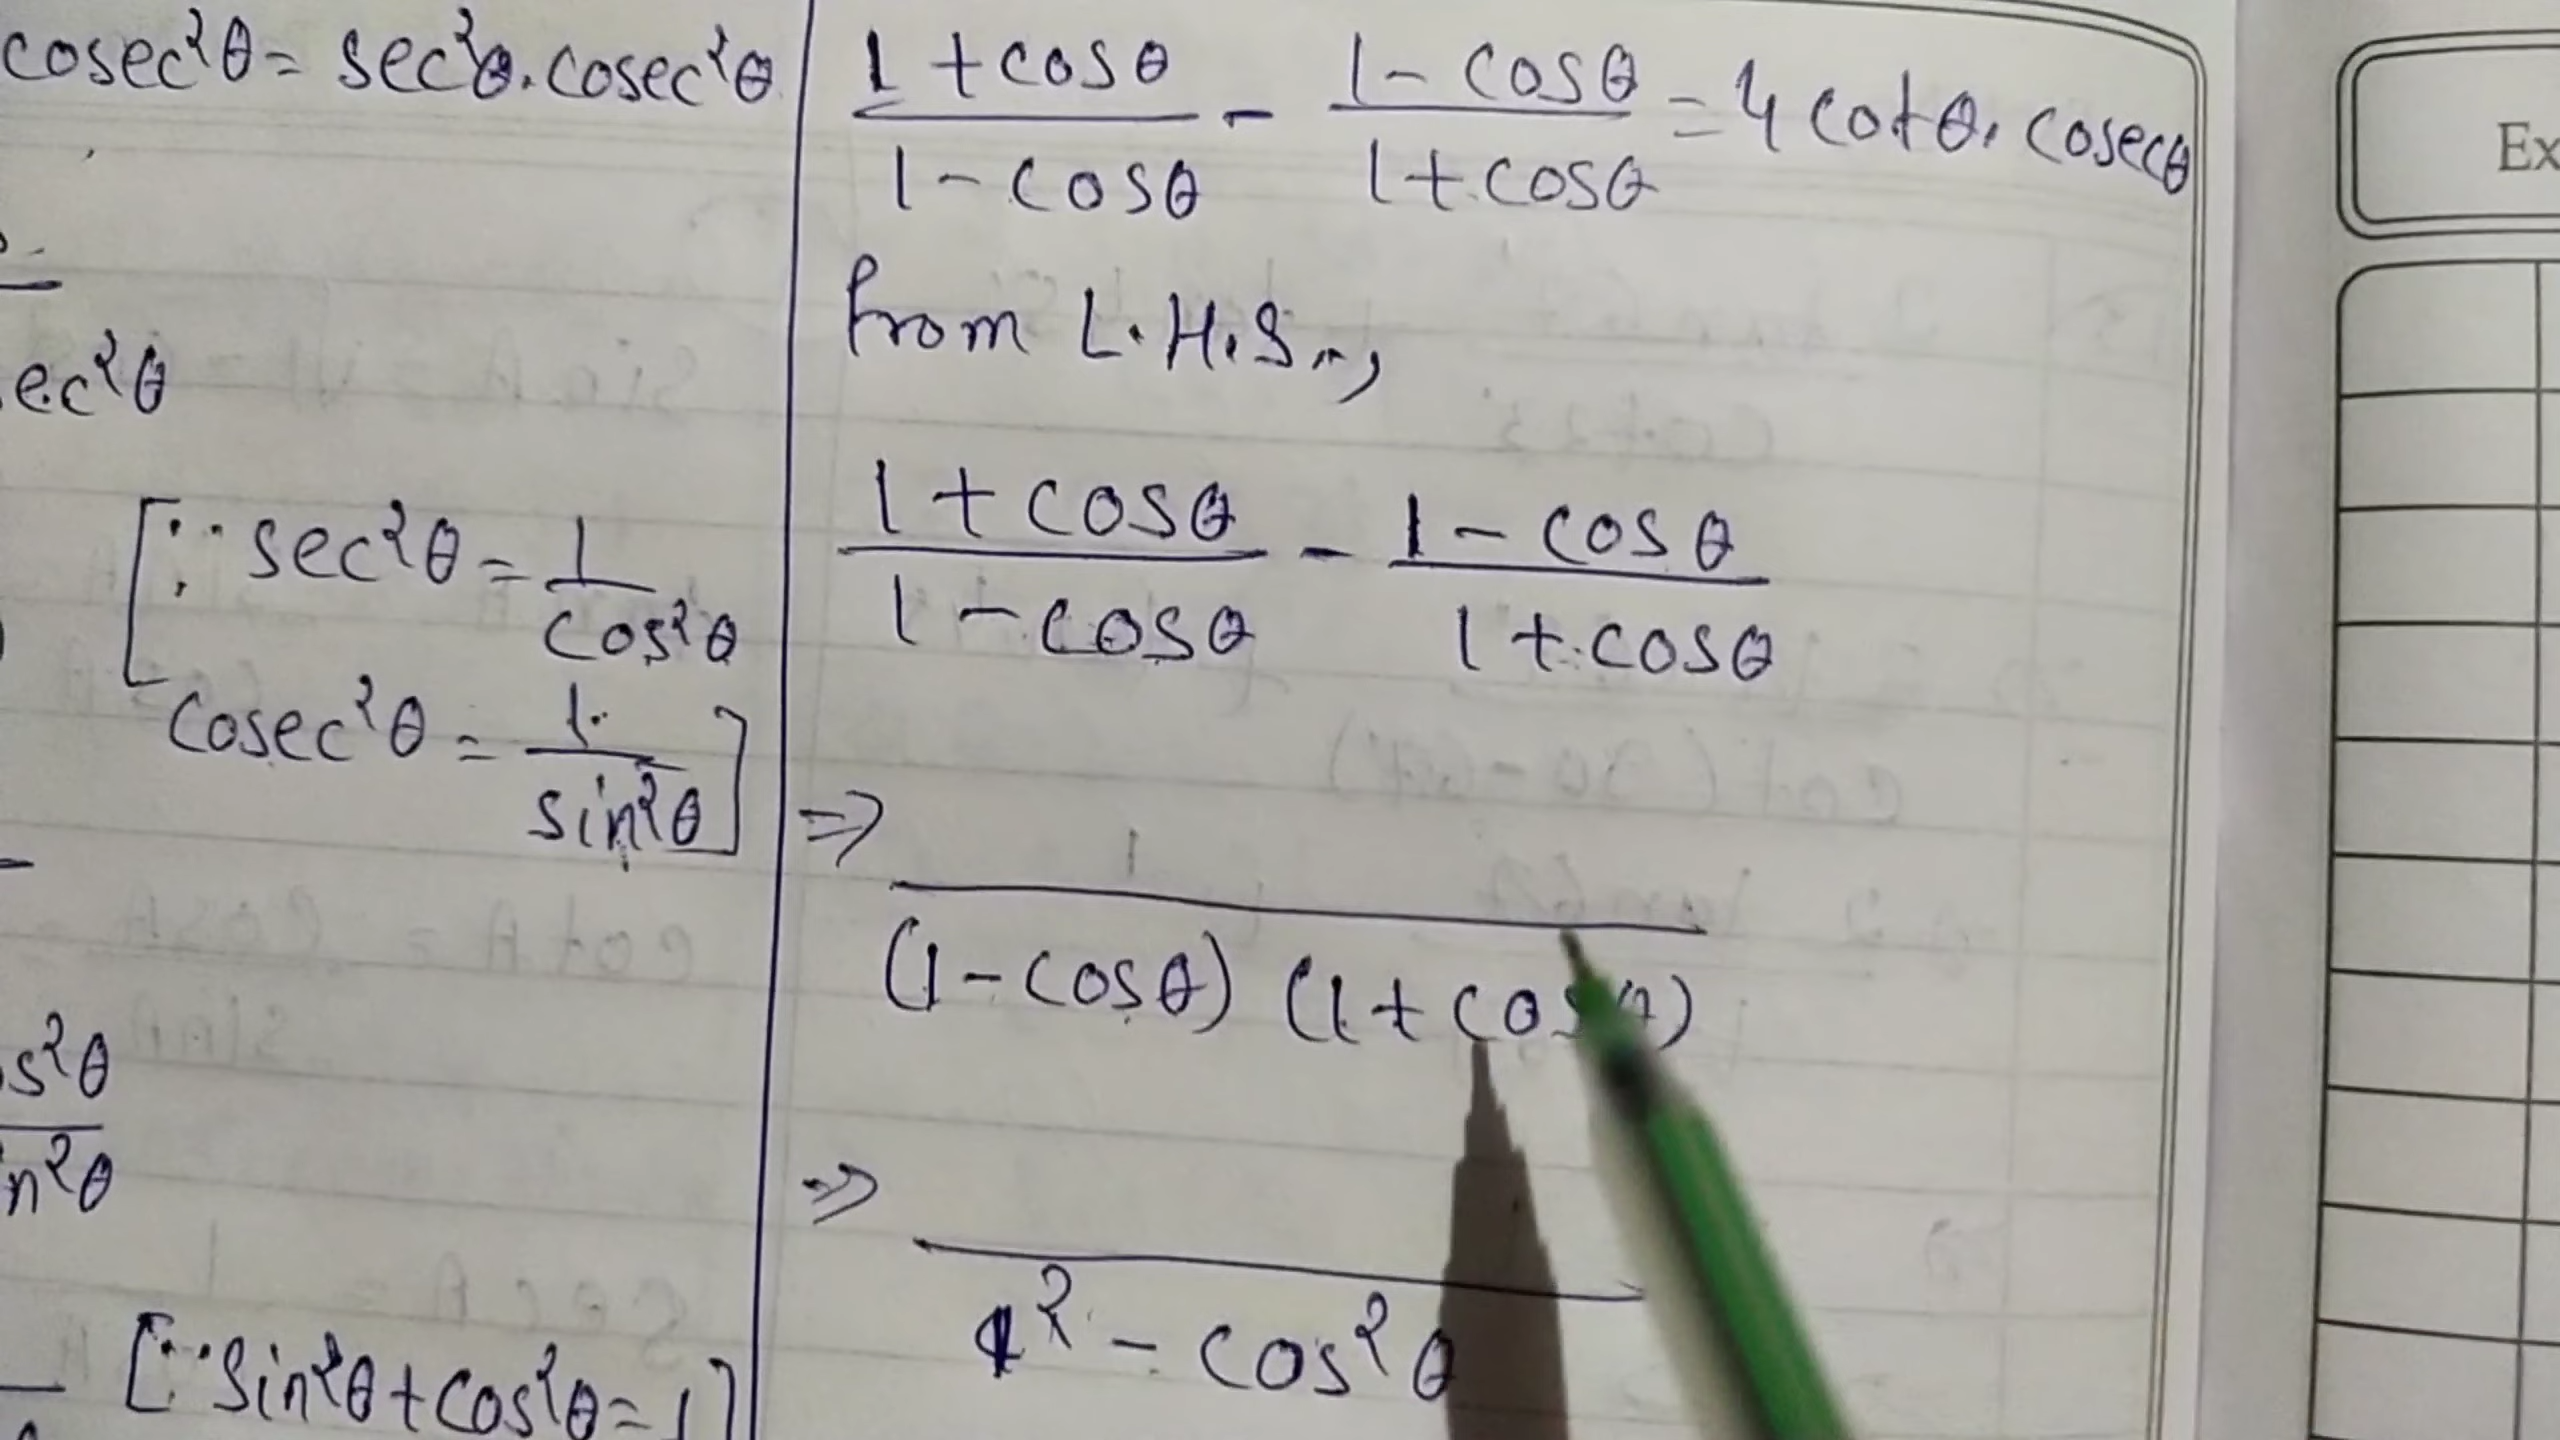 cosec²θ = sec²θ.cosec²θ
ec²θ
[∵ sec²θ = 1/cos²θ
cosec²θ = 1/sin²θ]
s²θ
n²θ
[∵ sin²θ + cos²θ = 1]
(1 + cosθ)/(1 - cosθ) - (1 - cosθ)/(1 + cosθ) = 4 cotθ. cosecθ
from L.H.S.,
(1 + cosθ)/(1 - cosθ) - (1 - cosθ)/(1 + cosθ)
⇒
(1 - cosθ) (1 + cosθ)
⇒
1² - cos²θ
Ex